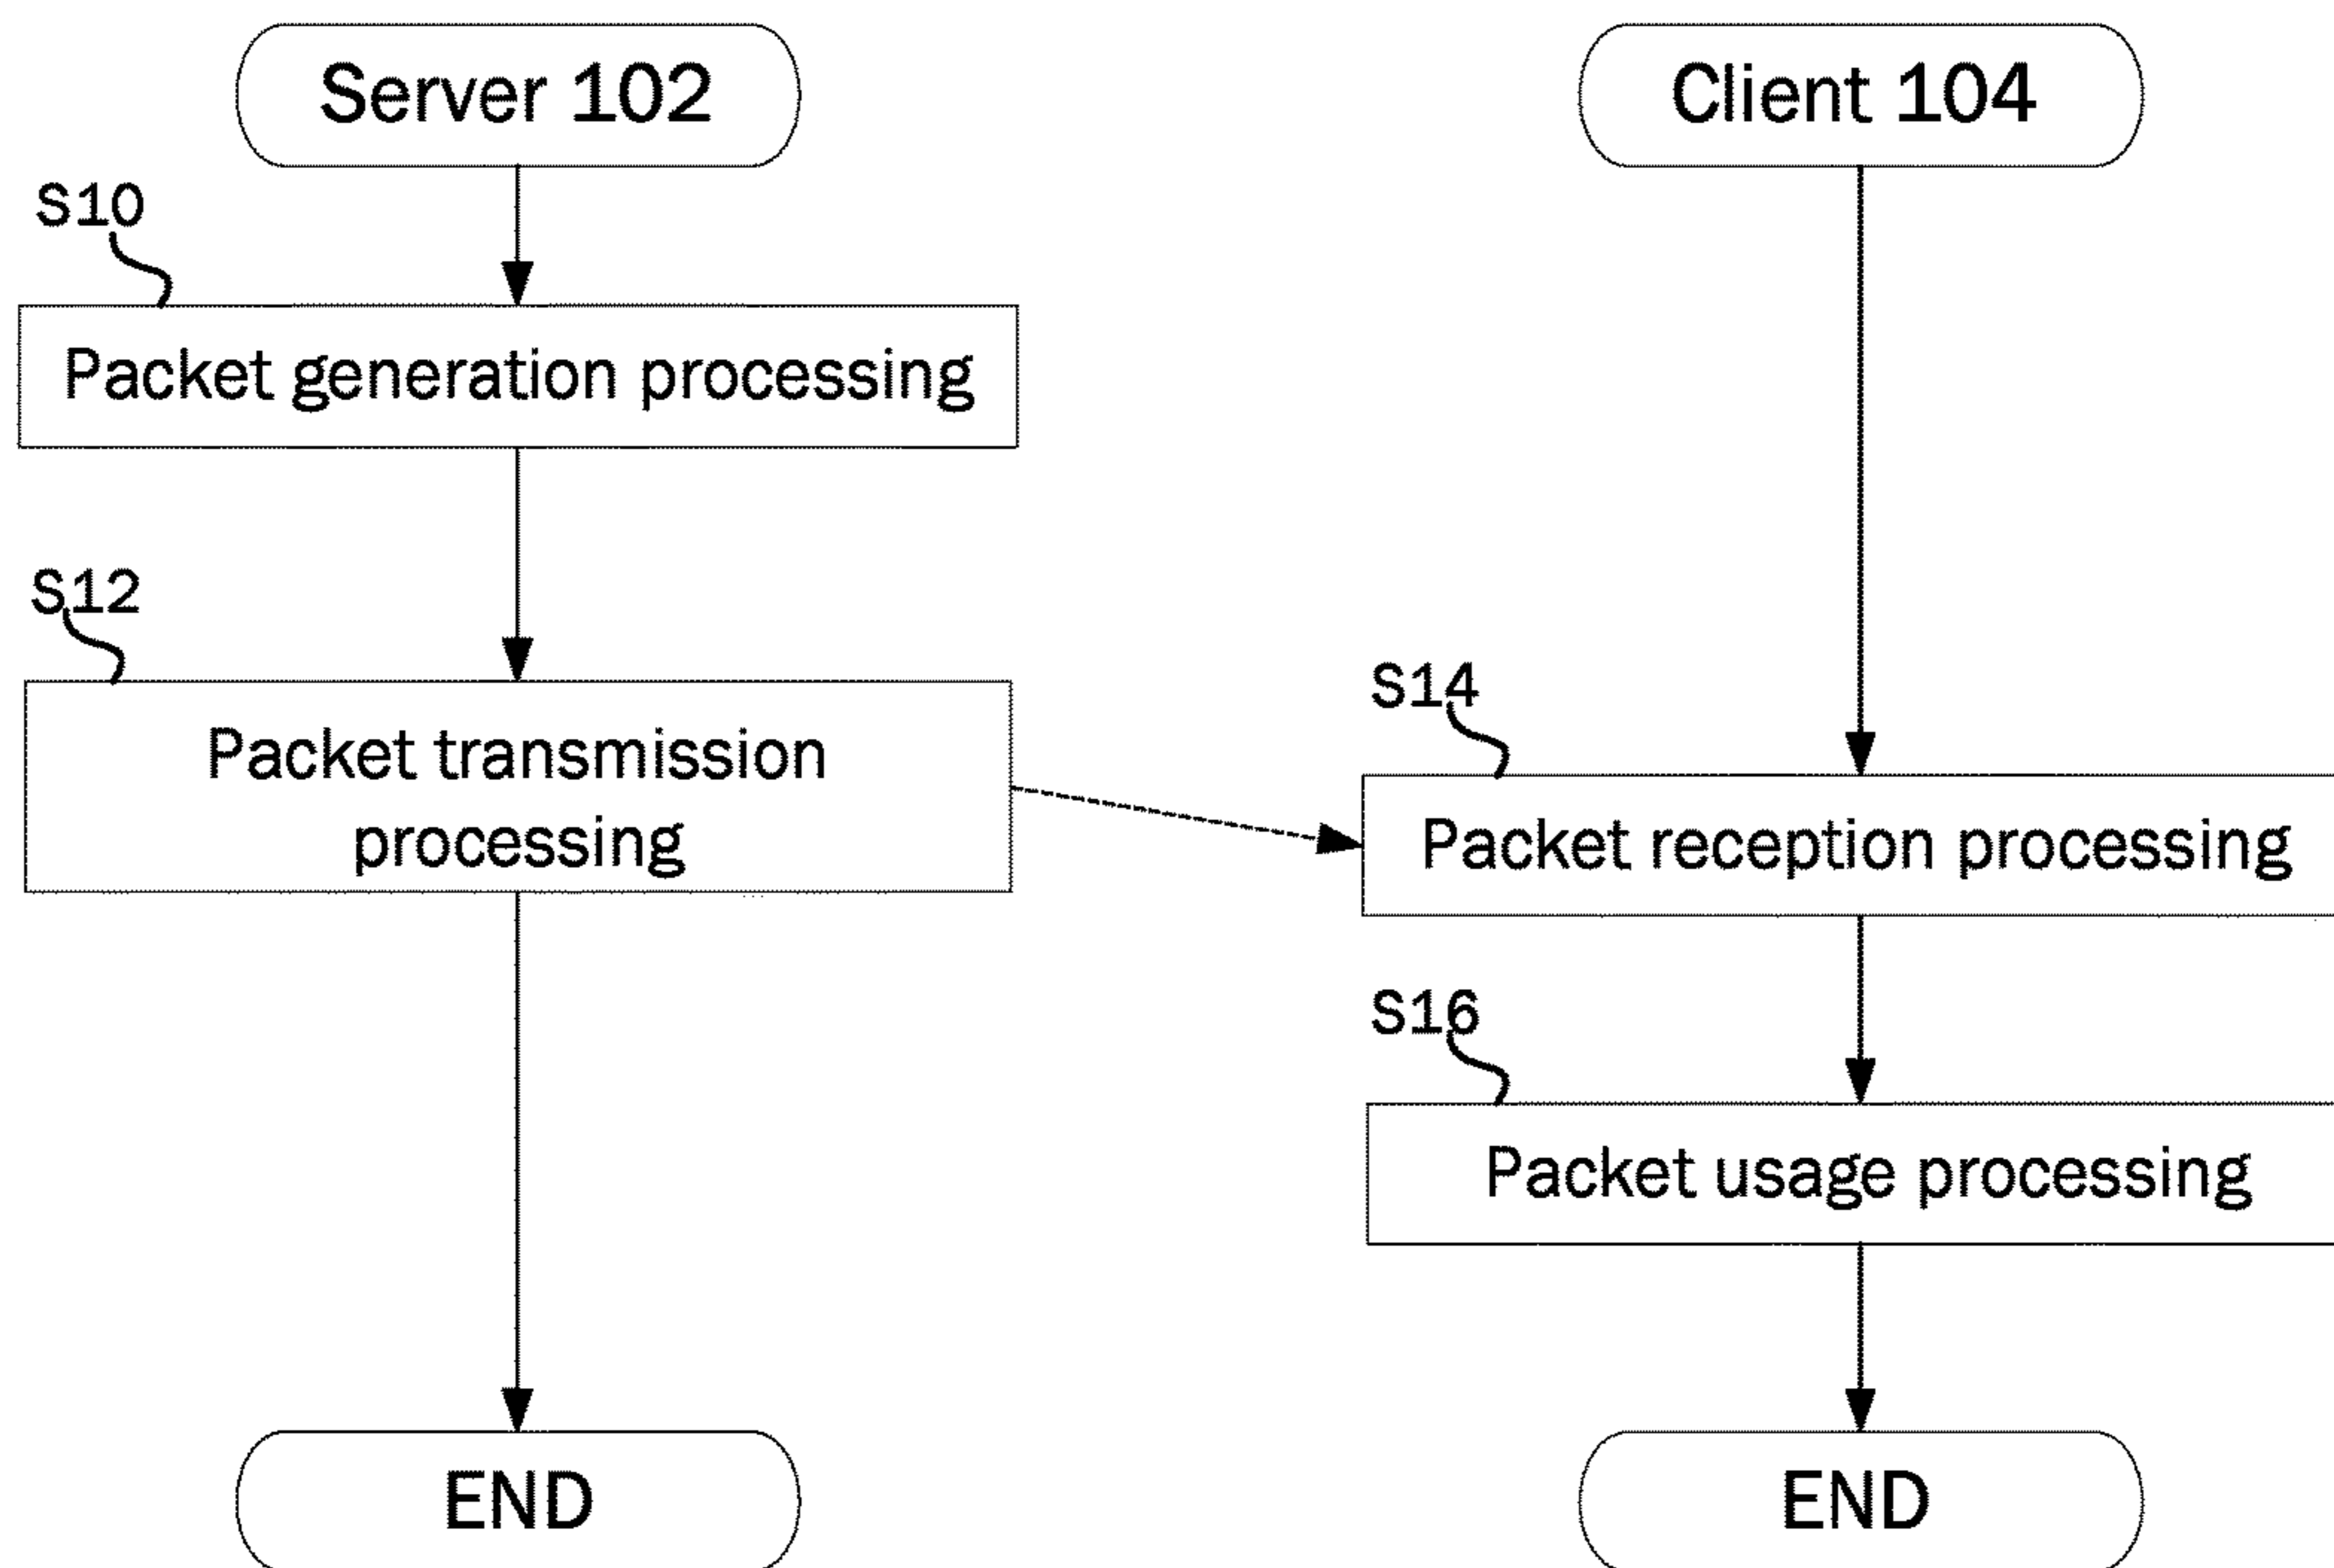 Server 102
S10
Packet generation processing
S12
Packet transmission
processing
END
Client 104
S14
Packet reception processing
S16
Packet usage processing
END